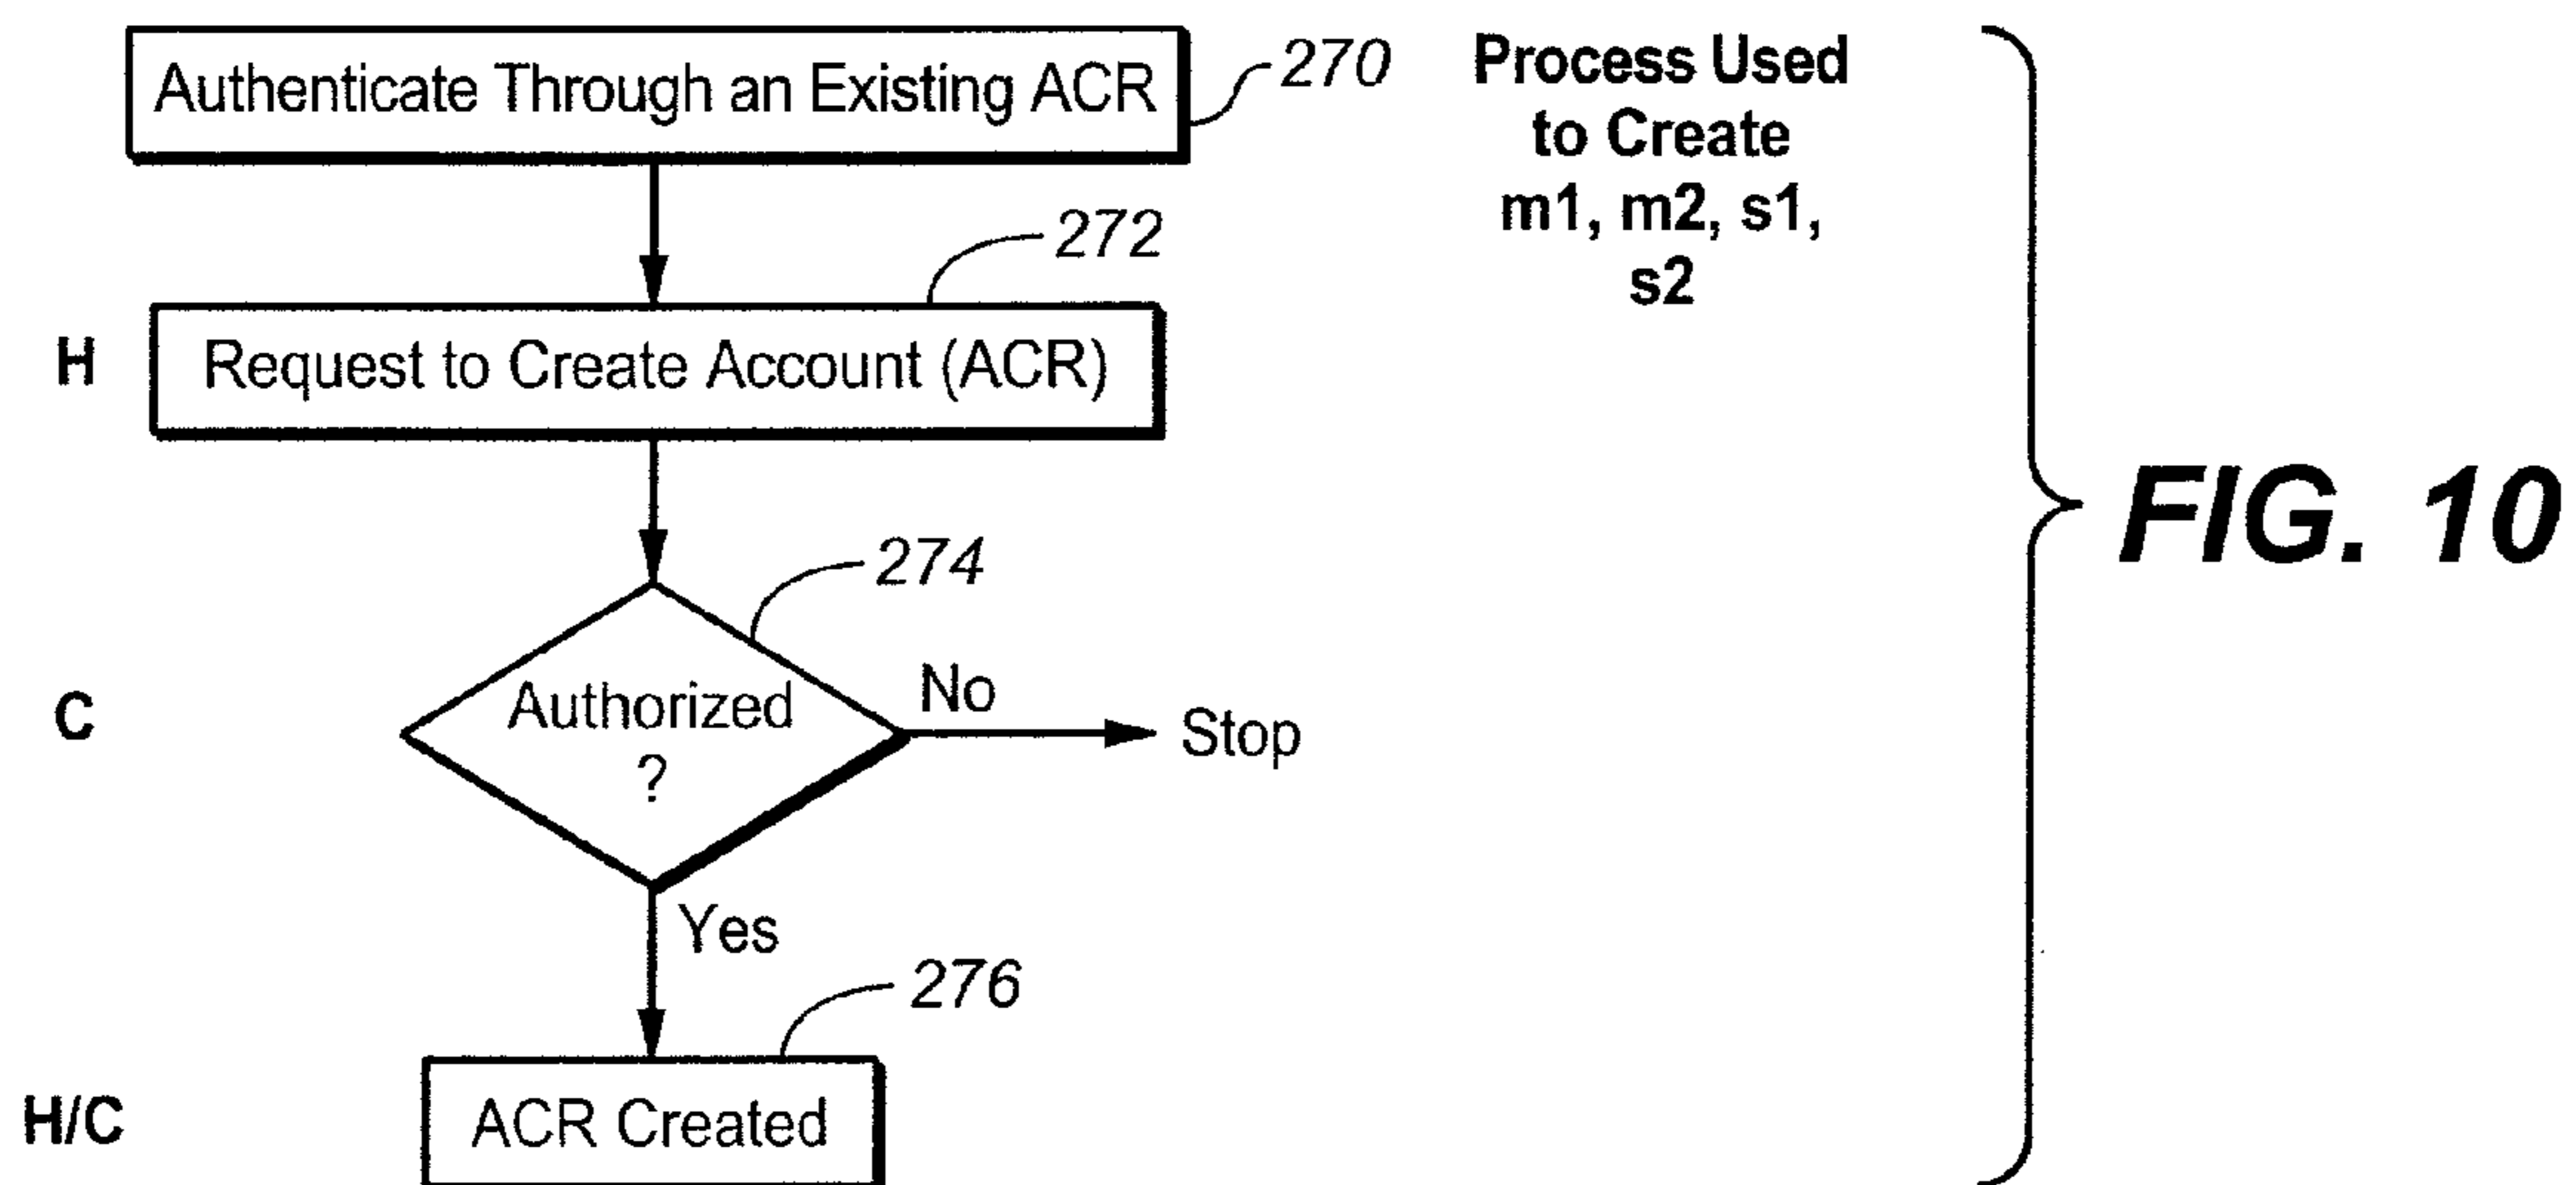 Authenticate Through an Existing ACR
270
Process Used
to Create
m1, m2, s1,
s2
272
H
Request to Create Account (ACR)
FIG. 10
274
C
Authorized
?
No
Stop
Yes
276
H/C
ACR Created